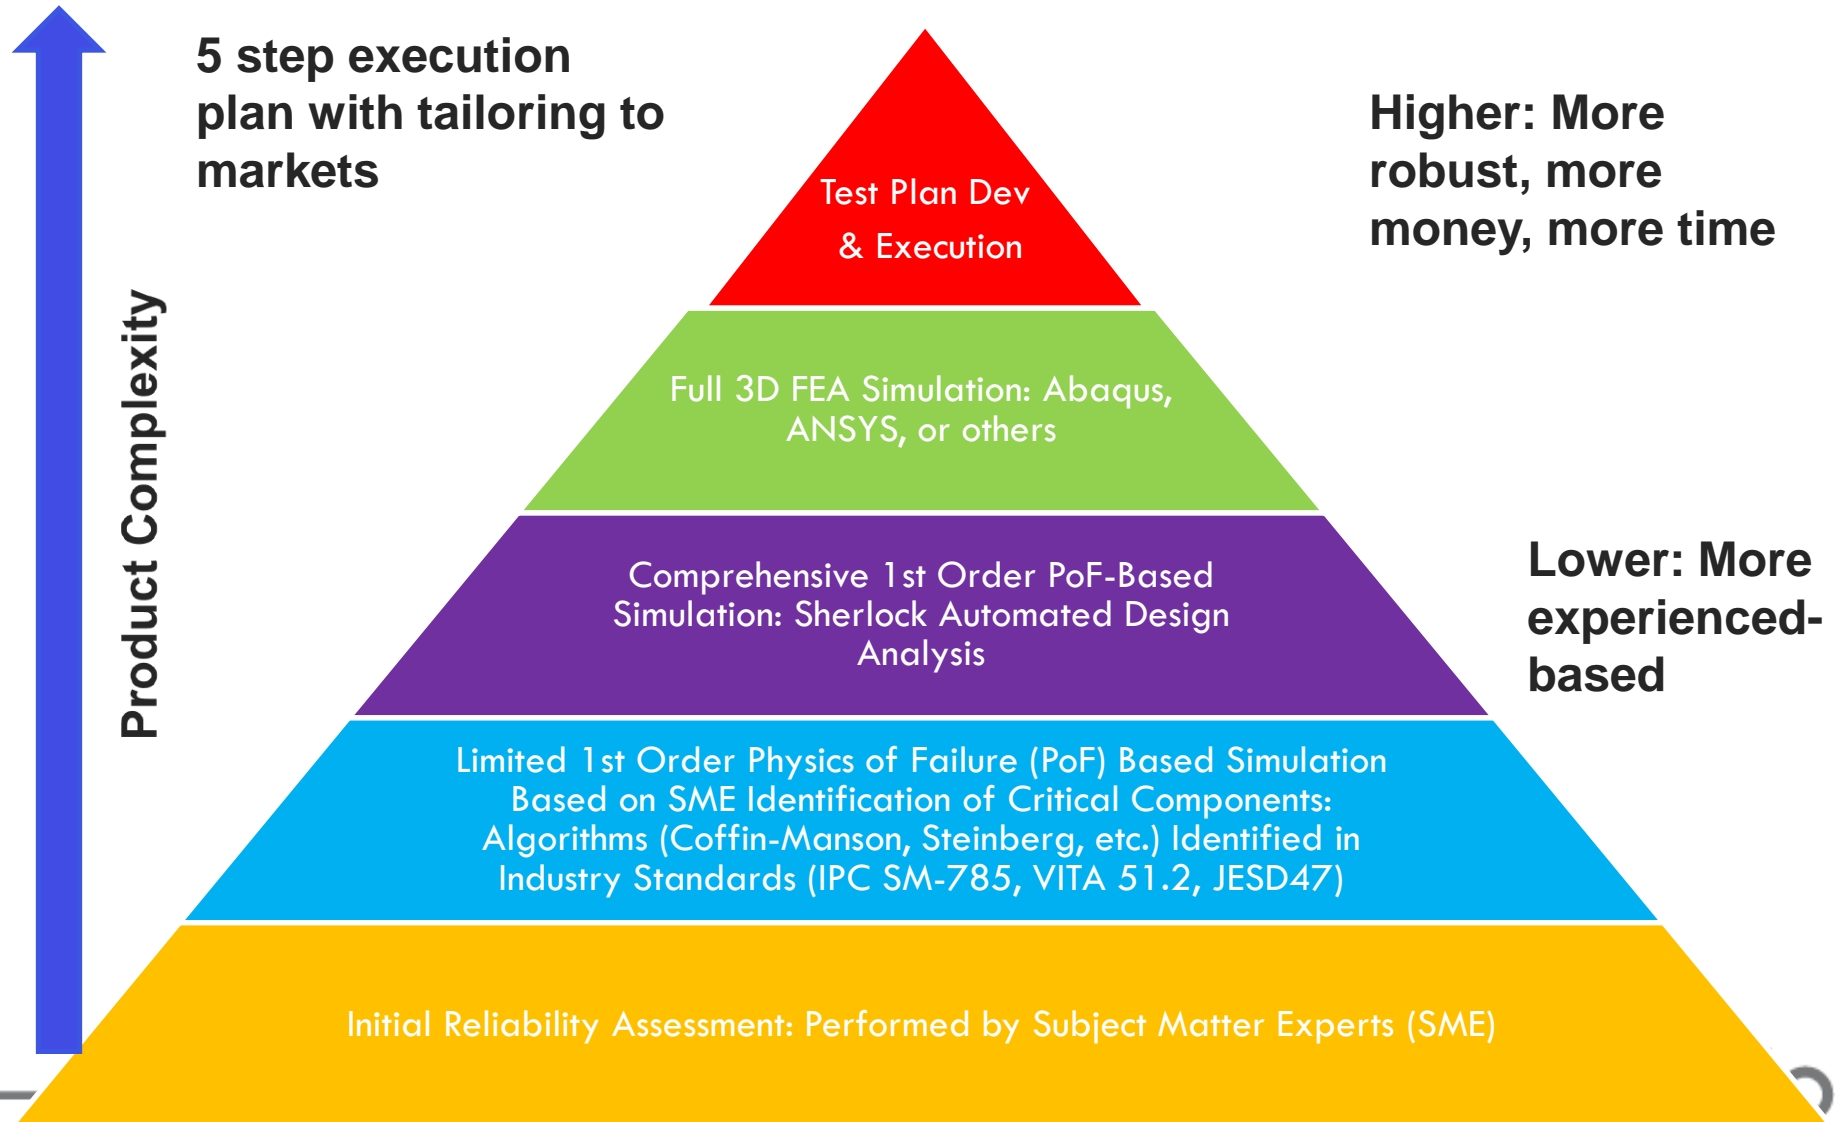 5 step execution
plan with tailoring to
markets
Higher: More
robust, more
money, more time
Product Complexity
Test Plan Dev
& Execution
Full 3D FEA Simulation: Abaqus,
ANSYS, or others
Comprehensive 1st Order PoF-Based
Simulation: Sherlock Automated Design
Analysis
Lower: More
experienced-
based
Limited 1st Order Physics of Failure (PoF) Based Simulation
Based on SME Identification of Critical Components:
Algorithms (Coffin-Manson, Steinberg, etc.) Identified in
Industry Standards (IPC SM-785, VITA 51.2, JESD47)
Initial Reliability Assessment: Performed by Subject Matter Experts (SME)